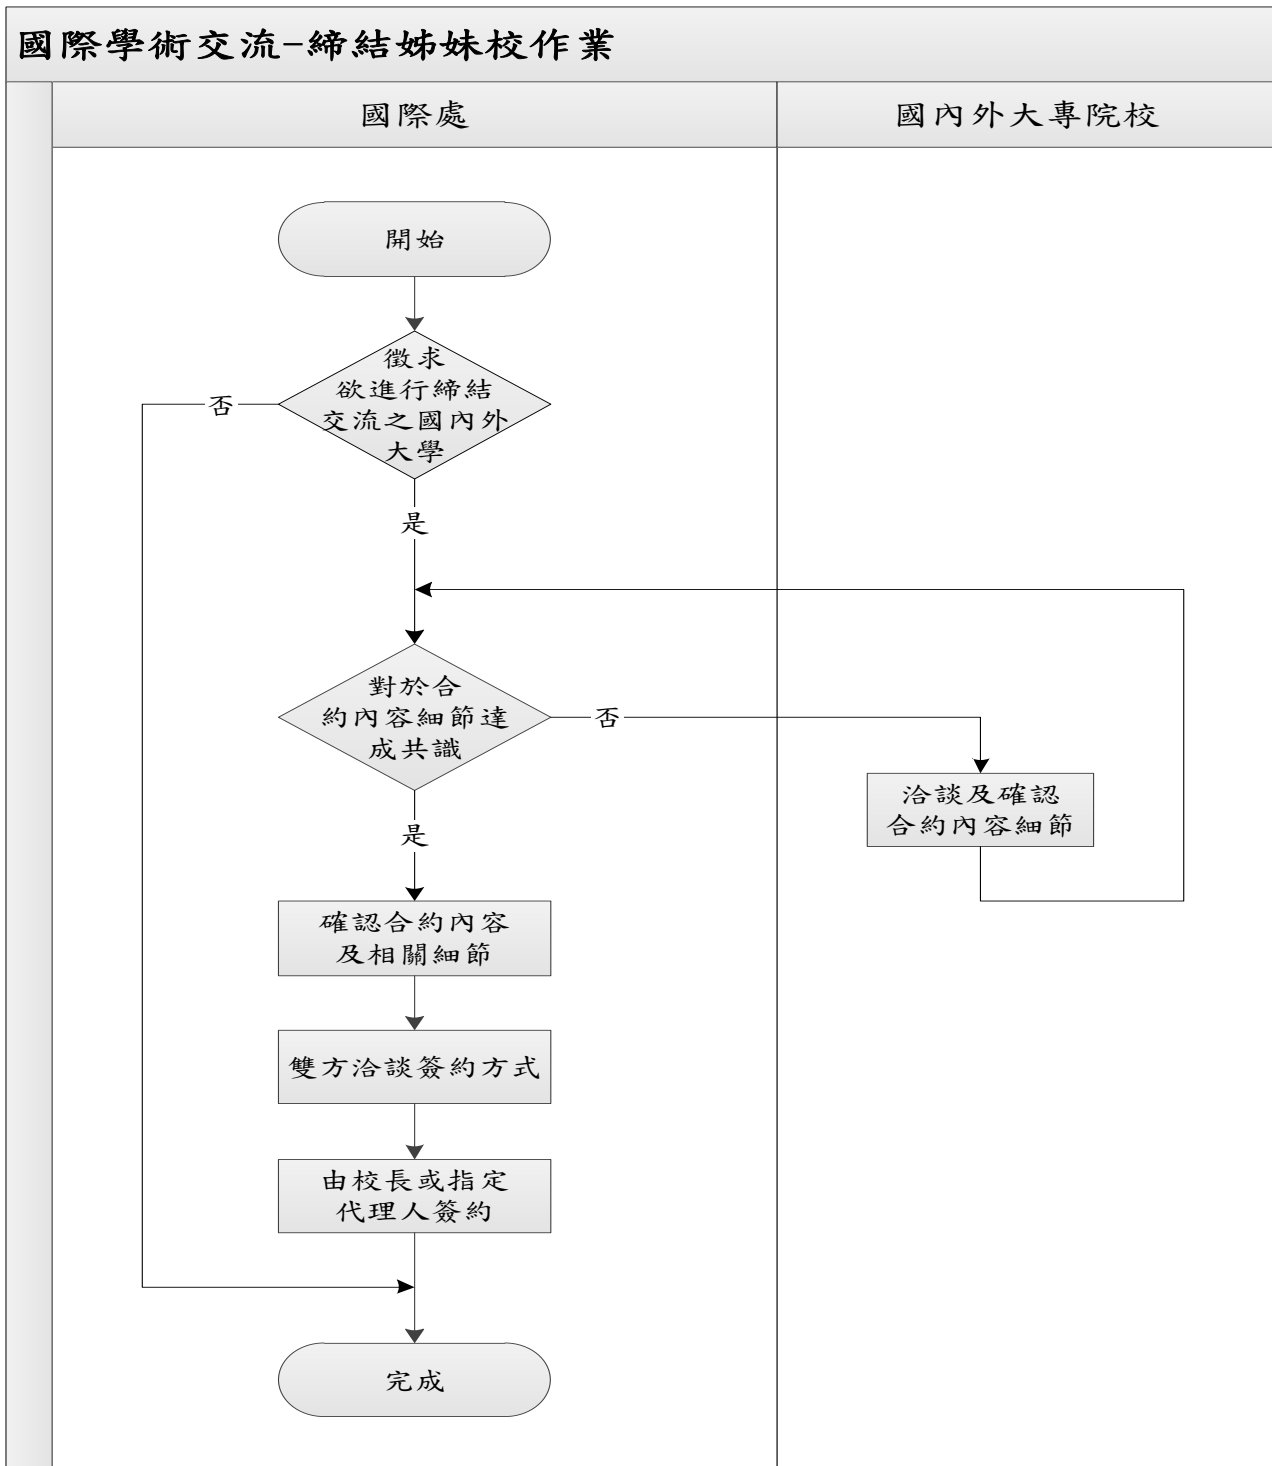 國際學術交流-締結姊妹校作業
國際處
國內外大專院校
開始
徵求
欲進行締結
交流之國內外
大學
否
是
對於合
約內容細節達
成共識
否
洽談及確認
合約內容細節
是
確認合約內容
及相關細節
雙方洽談簽約方式
由校長或指定
代理人簽約
完成